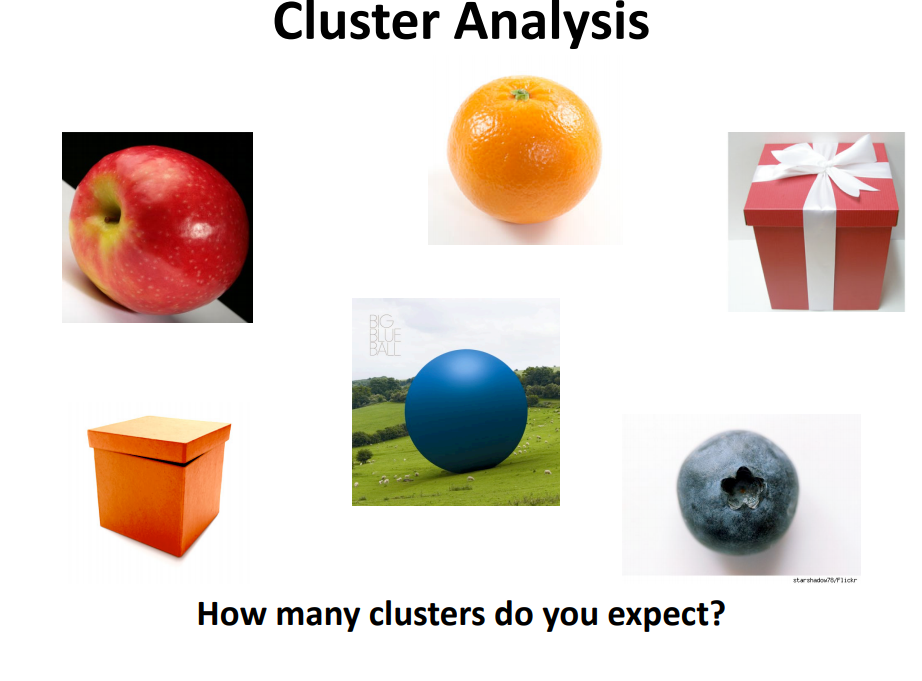 Cluster Analysis
BIG
BLUE
BALL
starshadow78/Flickr
How many clusters do you expect?